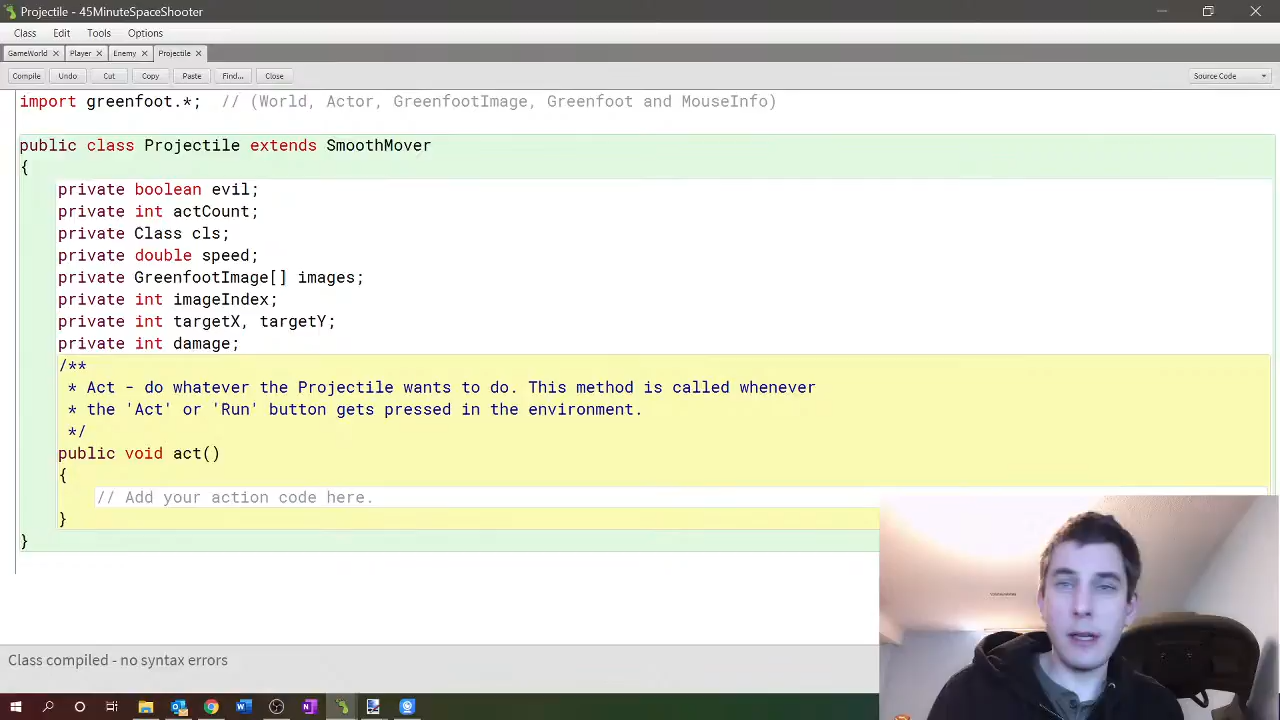 Projectile - 45MinuteSpaceShooter
Class Edit Tools Options
GameWorld × Player × Enemy × Projectile ×
Compile Undo Cut Copy Paste Find... Close Source Code
import greenfoot.*; // (World, Actor, GreenfootImage, Greenfoot and MouseInfo)
public class Projectile extends SmoothMover
{
private boolean evil;
private int actCount;
private Class cls;
private double speed;
private GreenfootImage[] images;
private int imageIndex;
private int targetX, targetY;
private int damage;
/**
* Act - do whatever the Projectile wants to do. This method is called whenever
* the 'Act' or 'Run' button gets pressed in the environment.
*/
public void act()
{
// Add your action code here.
}
}
Class compiled - no syntax errors